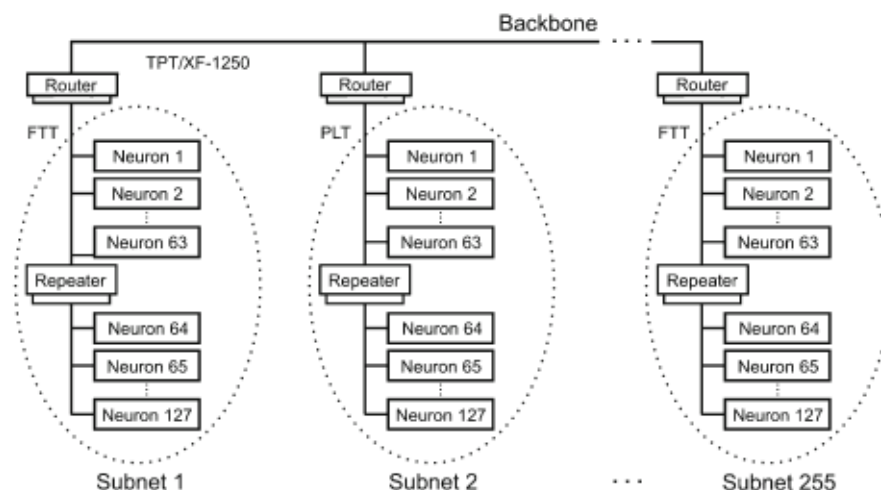 Backbone
· · ·
TPT/XF-1250
Router
Router
Router
FTT
PLT
FTT
Neuron 1
Neuron 1
Neuron 1
Neuron 2
Neuron 2
Neuron 2
Neuron 63
Neuron 63
Neuron 63
Repeater
Repeater
Repeater
Neuron 64
Neuron 64
Neuron 64
Neuron 65
Neuron 65
Neuron 65
Neuron 127
Neuron 127
Neuron 127
Subnet 1
Subnet 2
· · ·
Subnet 255